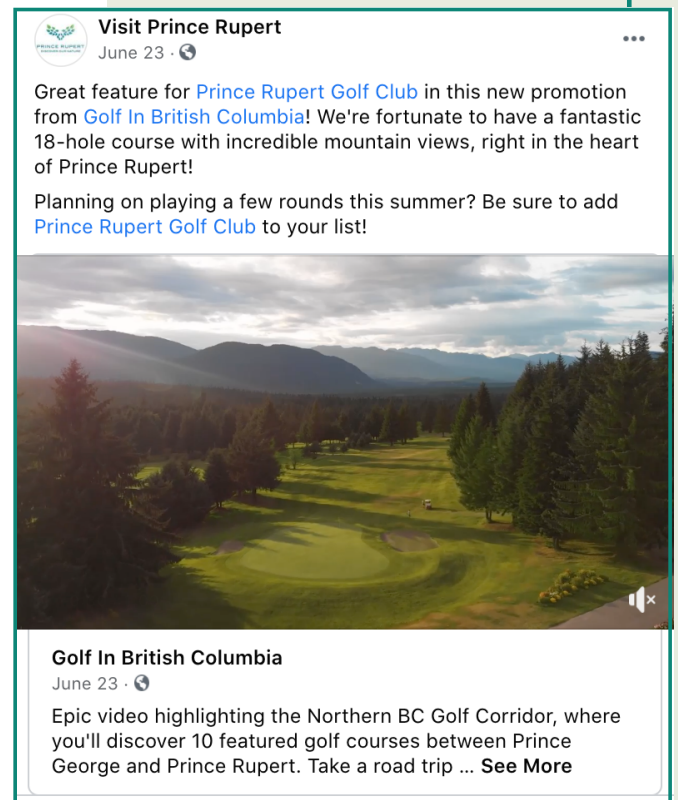 Visit Prince Rupert
PRINCE RUPERT
June 23 ·
Great feature for Prince Rupert Golf Club in this new promotion
from Golf In British Columbia! We're fortunate to have a fantastic
18-hole course with incredible mountain views, right in the heart
of Prince Rupert!
Planning on playing a few rounds this summer? Be sure to add
Prince Rupert Golf Club to your list!
Golf In British Columbia
June 23 ·
Epic video highlighting the Northern BC Golf Corridor, where
you'll discover 10 featured golf courses between Prince
George and Prince Rupert. Take a road trip ... See More